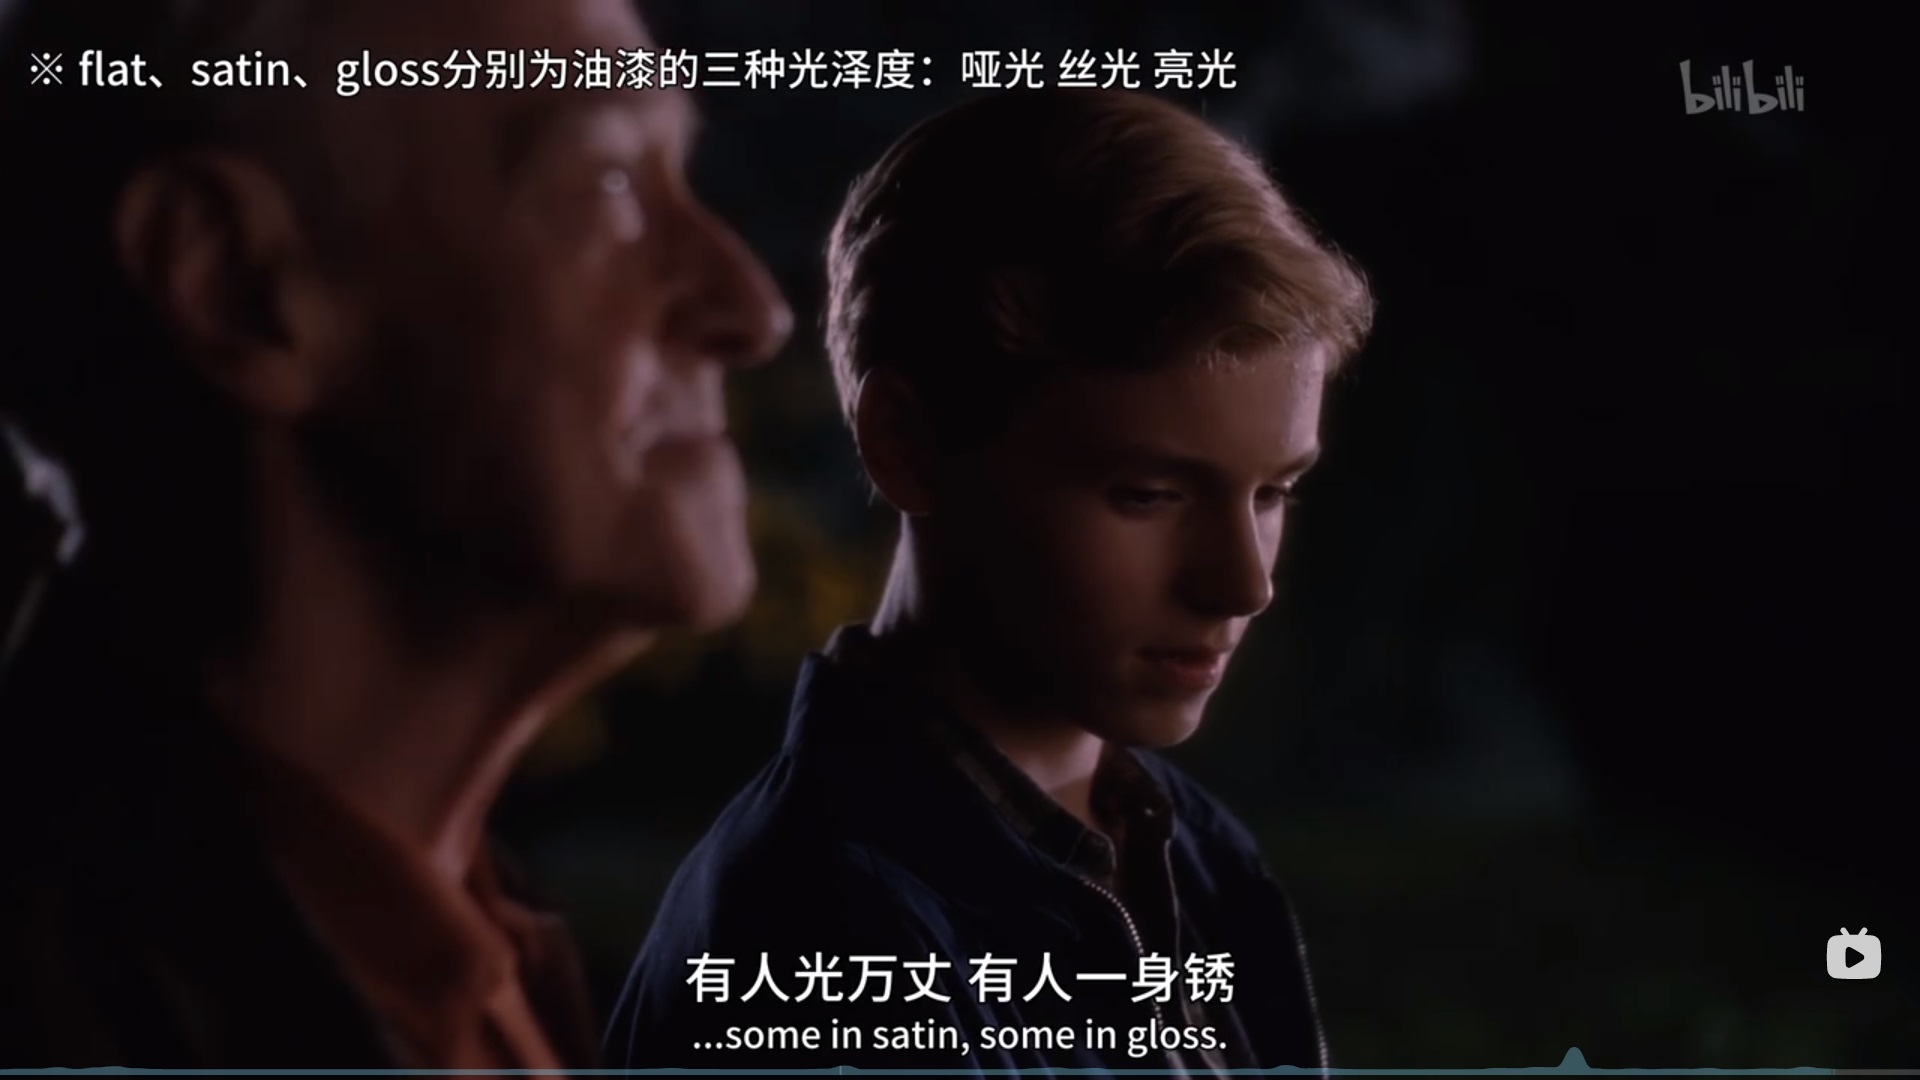 ※ flat、satin、gloss分别为油漆的三种光泽度：哑光 丝光 亮光
bilibili
有人光万丈 有人一身锈
...some in satin, some in gloss.